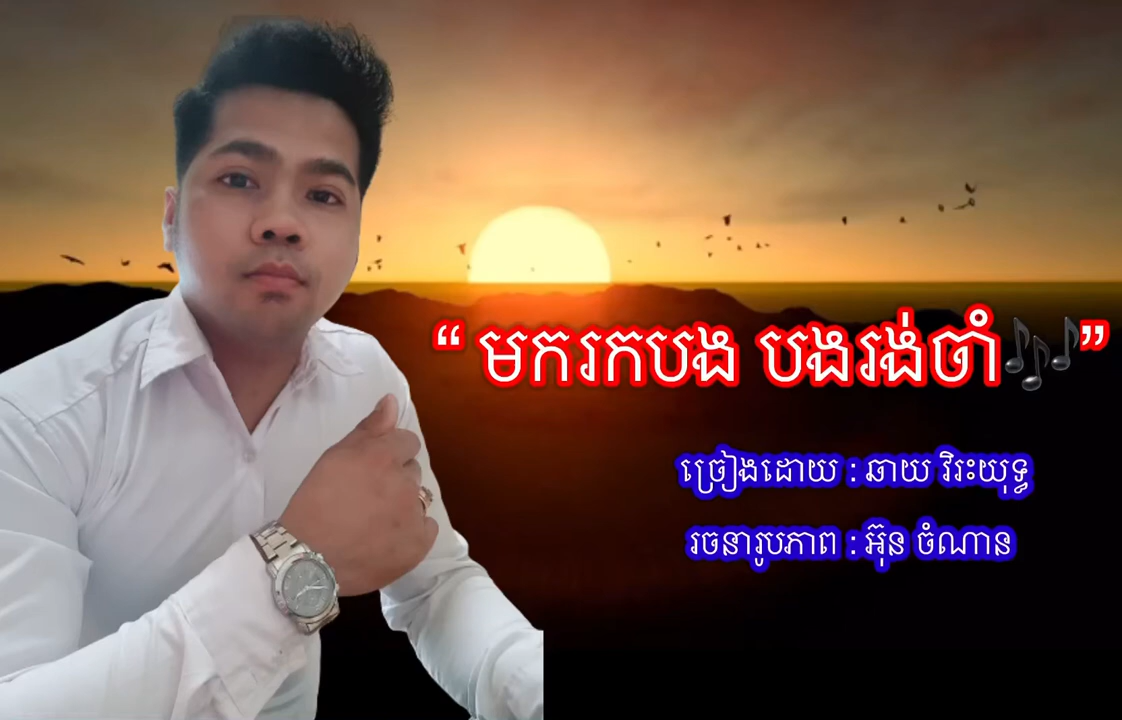 “ មករកបង បងរង់ចាំ🎶”
ច្រៀងដោយ : ឆាយ វិរះយុទ្ធ
រចនារូបភាព : អ៊ុន ចំណាន